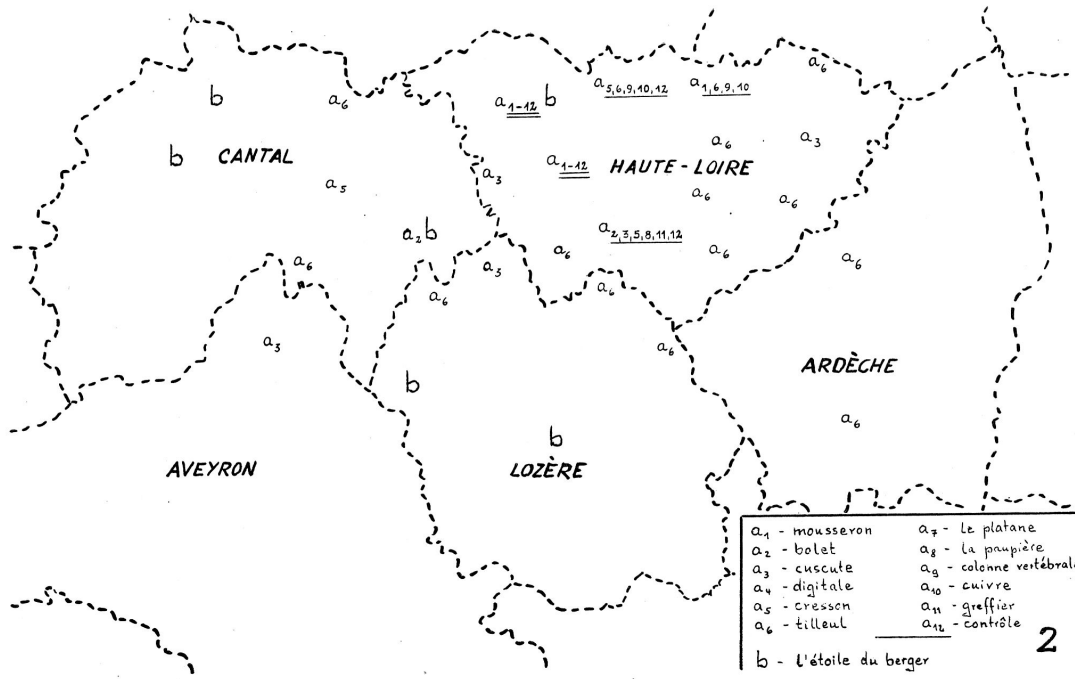 a₆
b
a₆
a₅,₆,₉,₁₀,₁₂
a₁,₆,₉,₁₀
a₁₋₁₂ b
a₆
a₃
b CANTAL
a₁₋₁₂ HAUTE-LOIRE
a₃
a₅
a₆
a₆
a₂b
a₂,₃,₅,₈,₁₁,₁₂
a₆
a₆
a₆
a₆
a₅
a₆
a₆
a₃
a₆
ARDÈCHE
b
a₆
b
AVEYRON
LOZÈRE
a₁ - mousseron
a₂ - bolet
a₃ - cuscute
a₄ - digitale
a₅ - cresson
a₆ - tilleul
a₇ - le platane
a₈ - la paupière
a₉ - colonne vertébrale
a₁₀ - cuivre
a₁₁ - greffier
a₁₂ - contrôle
b - l'étoile du berger
2